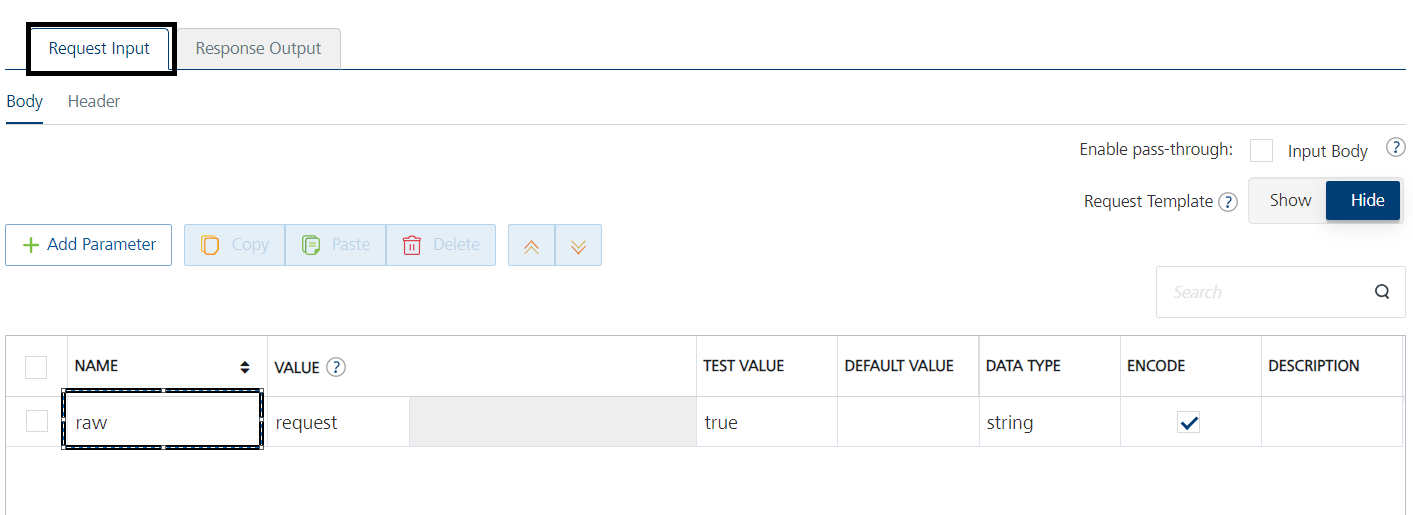 Request Input Response Output
Body Header
Enable pass-through: Input Body ?
Request Template ? Show Hide
+ Add Parameter Copy Paste Delete
Search
NAME VALUE ? TEST VALUE DEFAULT VALUE DATA TYPE ENCODE DESCRIPTION
raw request true string